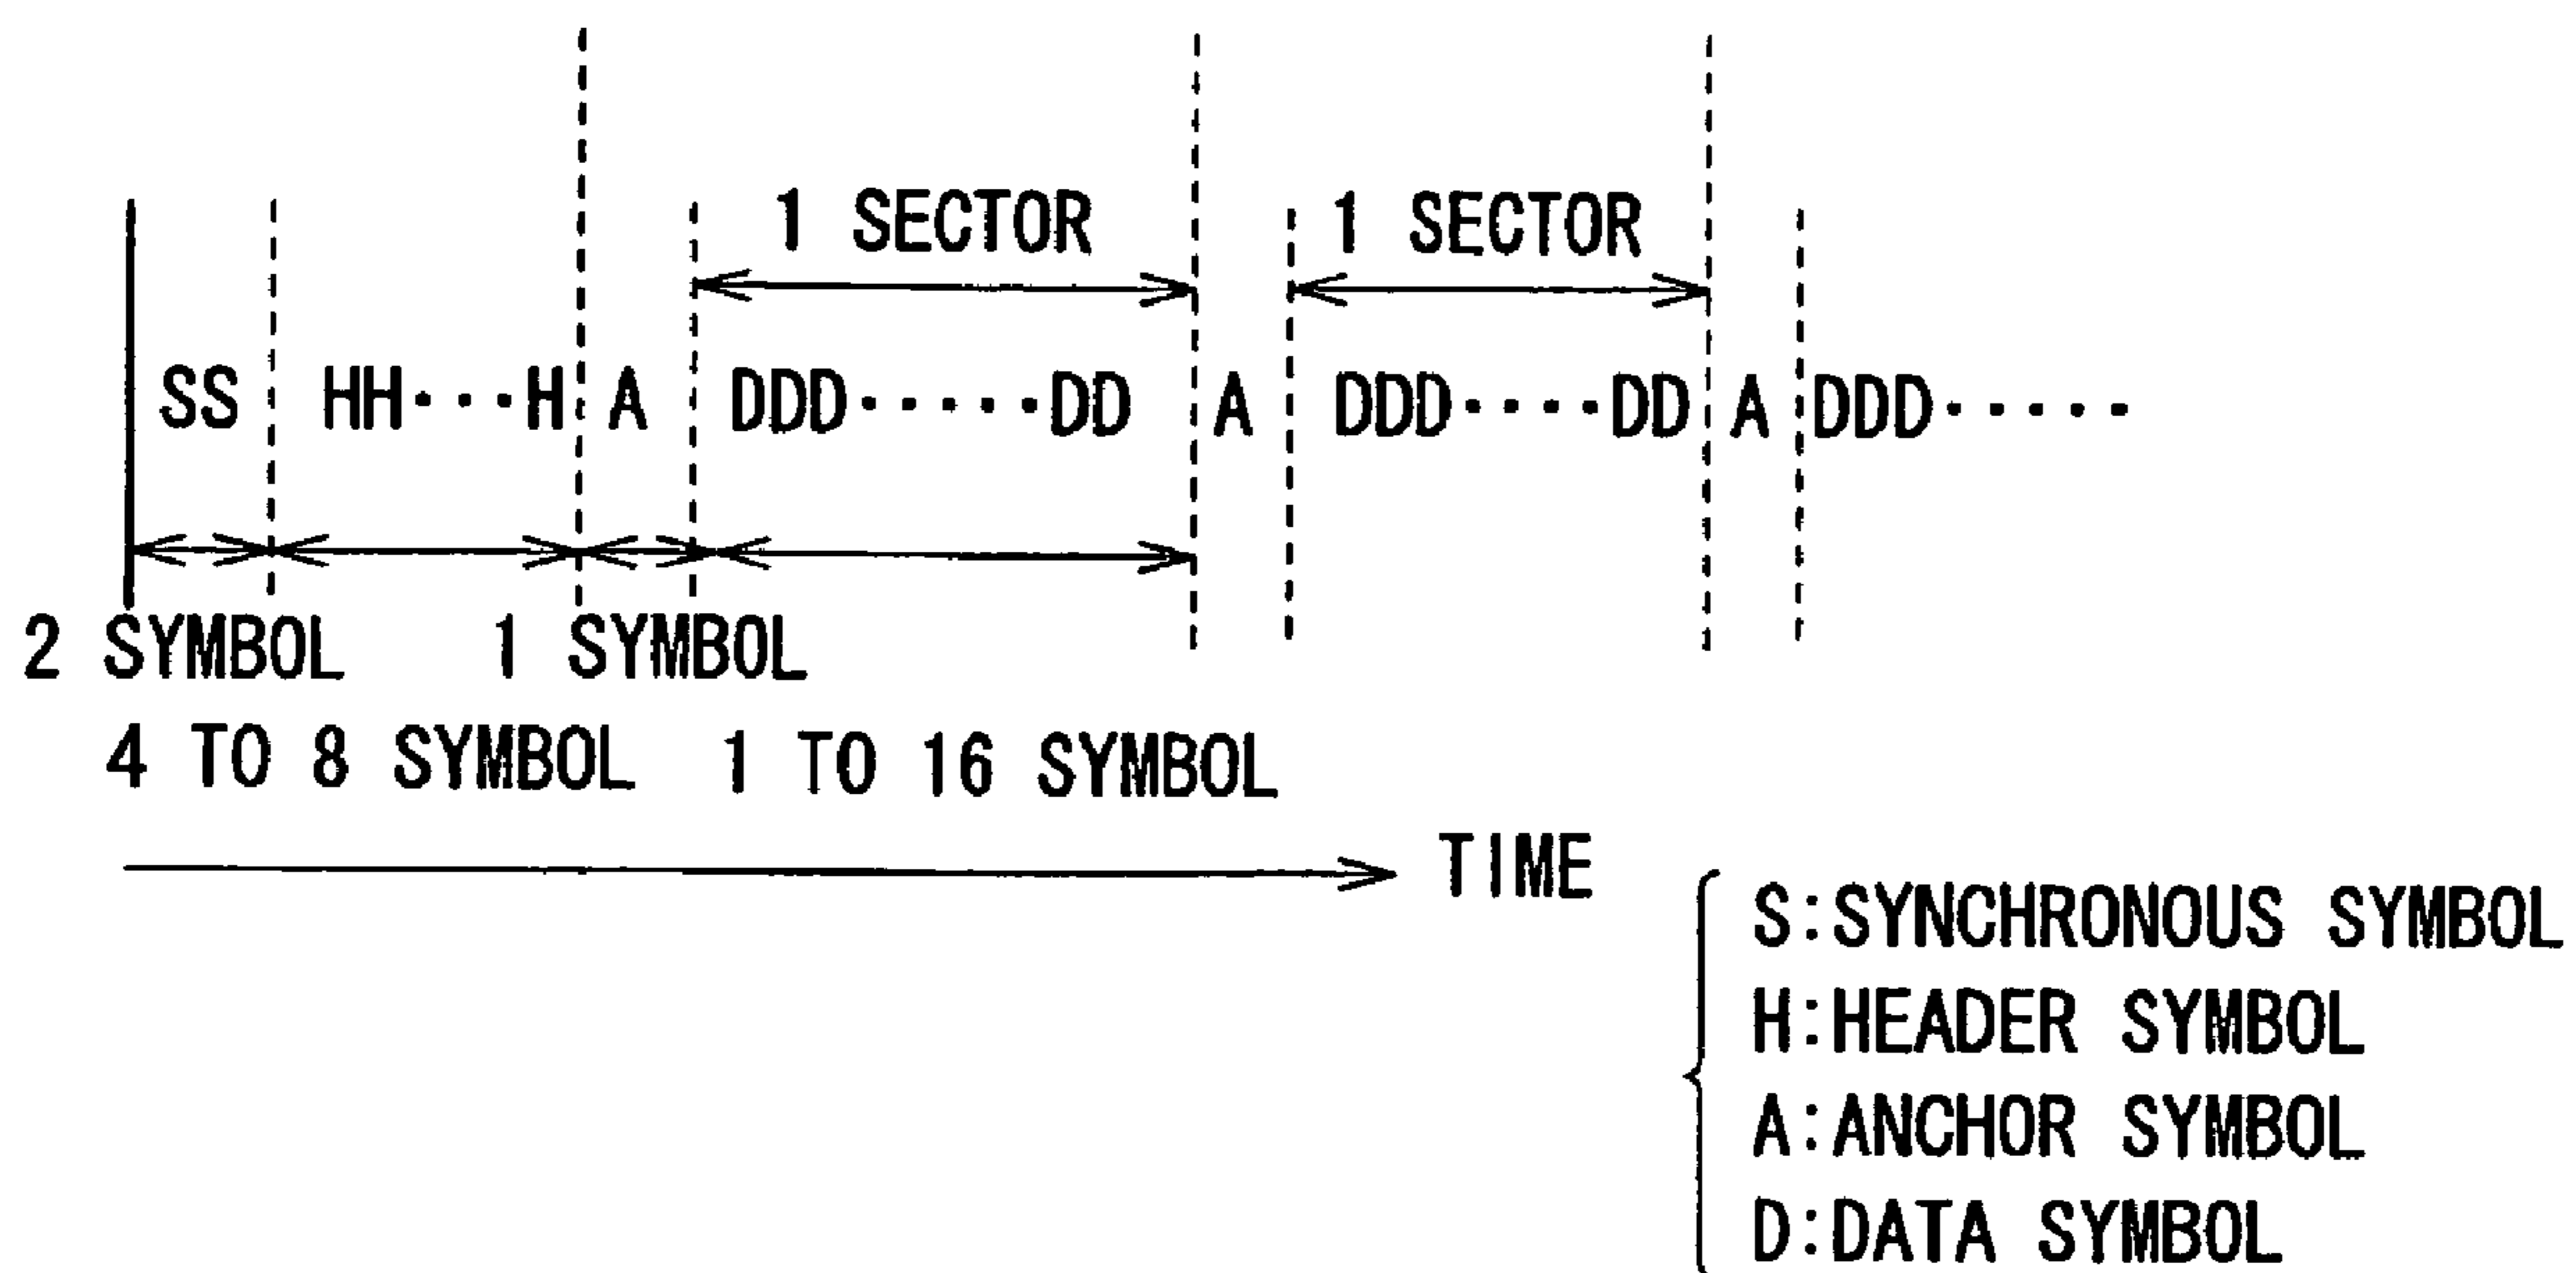 1 SECTOR 1 SECTOR
SS HH···H A DDD·····DD A DDD····DD A DDD·····
2 SYMBOL 1 SYMBOL
4 TO 8 SYMBOL 1 TO 16 SYMBOL
TIME
S:SYNCHRONOUS SYMBOL
H:HEADER SYMBOL
A:ANCHOR SYMBOL
D:DATA SYMBOL